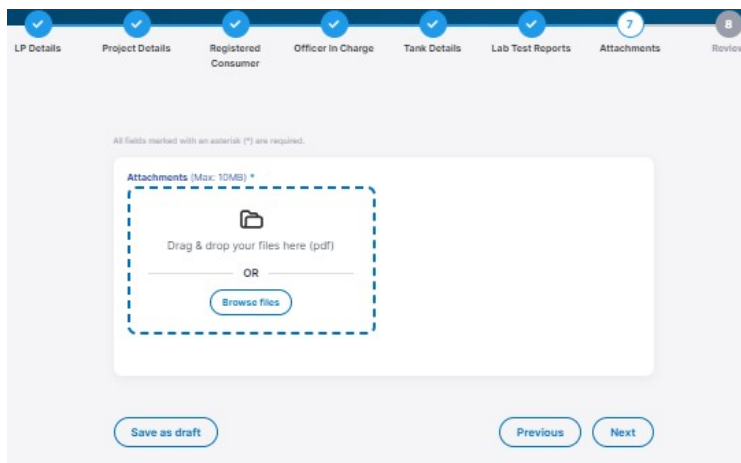 7
8
LP Details
Project Details
Registered
Consumer
Officer In Charge
Tank Details
Lab Test Reports
Attachments
Review
All fields marked with an asterisk (*) are required.
Attachments (Max: 10MB) *
Drag & drop your files here (pdf)
OR
Browse files
Save as draft
Previous
Next